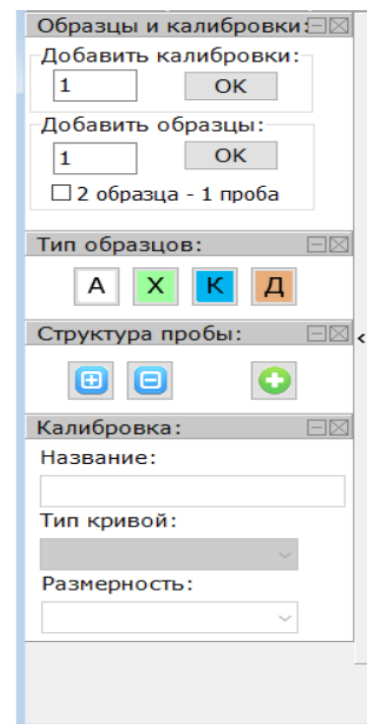 Образцы и калибровки:
Добавить калибровки:
1 OK
Добавить образцы:
1 OK
2 образца - 1 проба
Тип образцов:
А Х К Д
Структура пробы:
Калибровка:
Название:
Тип кривой:
Размерность: